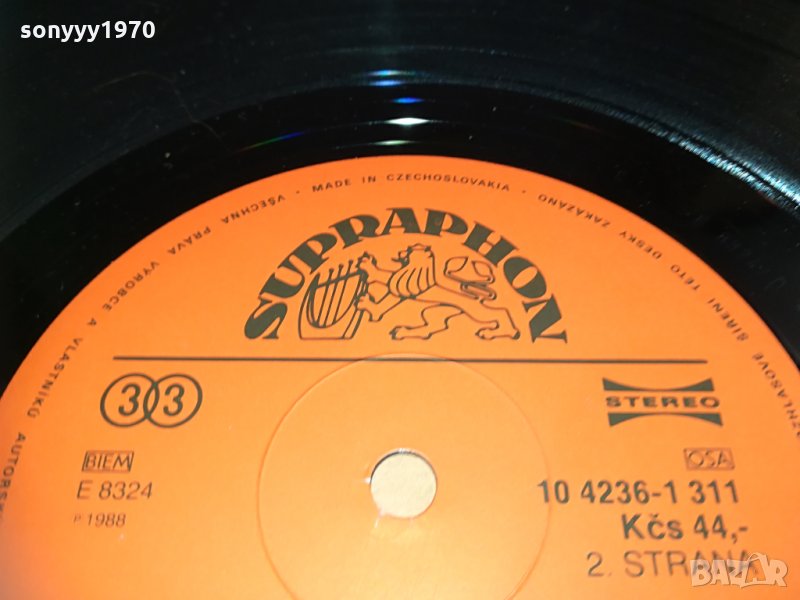 sonyyy1970
VŠECHNA PRÁVA VÝROBCE A VLASTNÍKŮ • MADE IN CZECHOSLOVAKIA • ŠÍŘENÍ TÉTO DESKY ZAKÁZÁNO
SUPRAPHON
33
STEREO
BIEM
OSA
E 8324
10 4236-1 311
℗ 1988
Kčs 44,-
2. STRANA
BAZAR